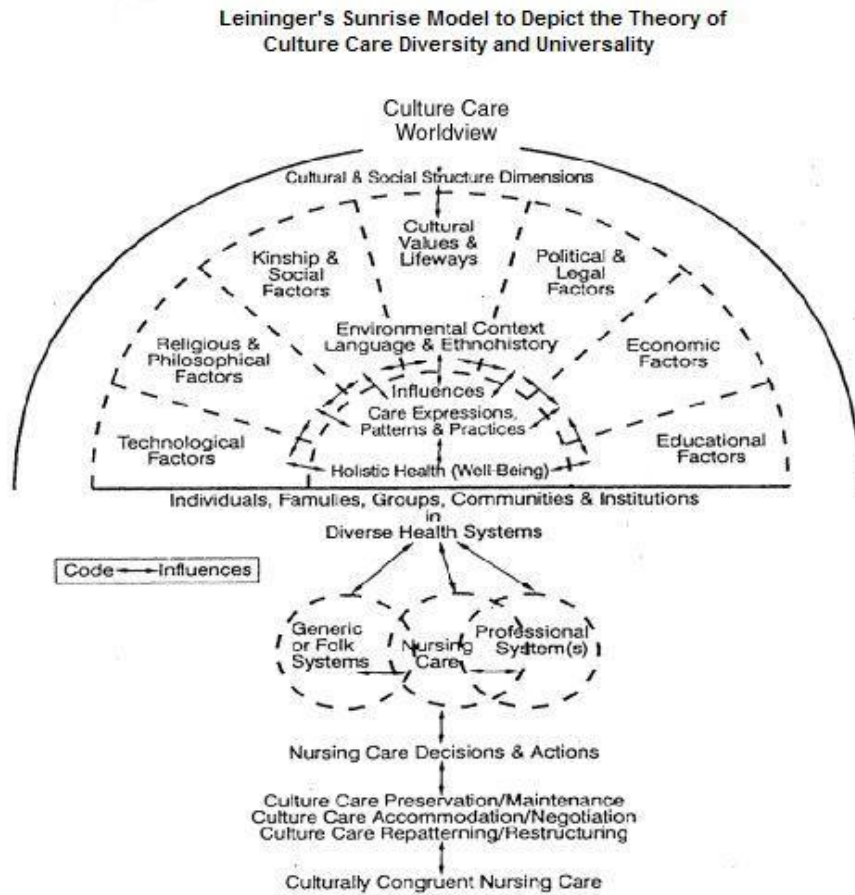 Leininger's Sunrise Model to Depict the Theory of
Culture Care Diversity and Universality
Culture Care
Worldview
Cultural & Social Structure Dimensions
Cultural
Values &
Lifeways
Kinship &
Social
Factors
Political &
Legal
Factors
Religious &
Philosophical
Factors
Environmental Context
Language & Ethnohistory
Economic
Factors
Influences
Care Expressions,
Patterns & Practices
Technological
Factors
Holistic Health (Well-Being)
Educational
Factors
Individuals, Famulies, Groups, Communities & Institutions
in
Diverse Health Systems
Code Influences
Generic
or Folk
Systems
Nursing
Care
Professional
System(s)
Nursing Care Decisions & Actions
Culture Care Preservation/Maintenance
Culture Care Accommodation/Negotiation
Culture Care Repatterning/Restructuring
Culturally Congruent Nursing Care